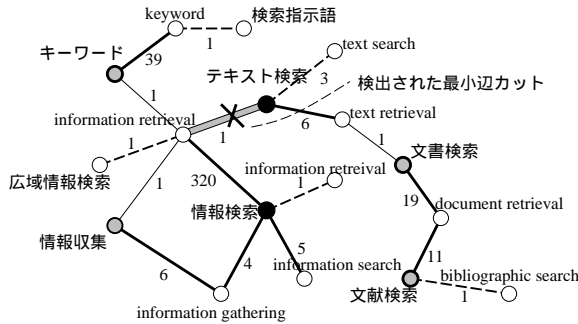 keyword
検索指示語
39
1
キーワード
text search
テキスト検索
3
検出された最小辺カット
1
6
information retrieval
1
text retrieval
1
1
文書検索
広域情報検索
information retreival
1
320
1
19
情報検索
document retrieval
情報収集
6
4
5
11
information search
bibliographic search
文献検索
1
information gathering